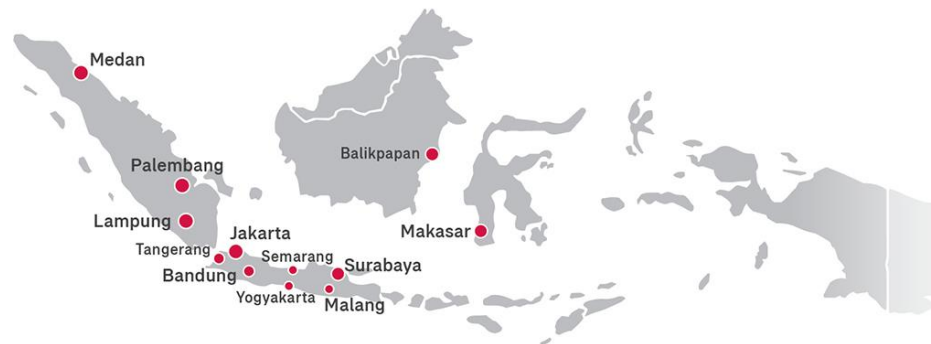 Medan
Palembang
Balikpapan
Lampung
Makasar
Jakarta
Tangerang
Semarang
Surabaya
Bandung
Yogyakarta
Malang